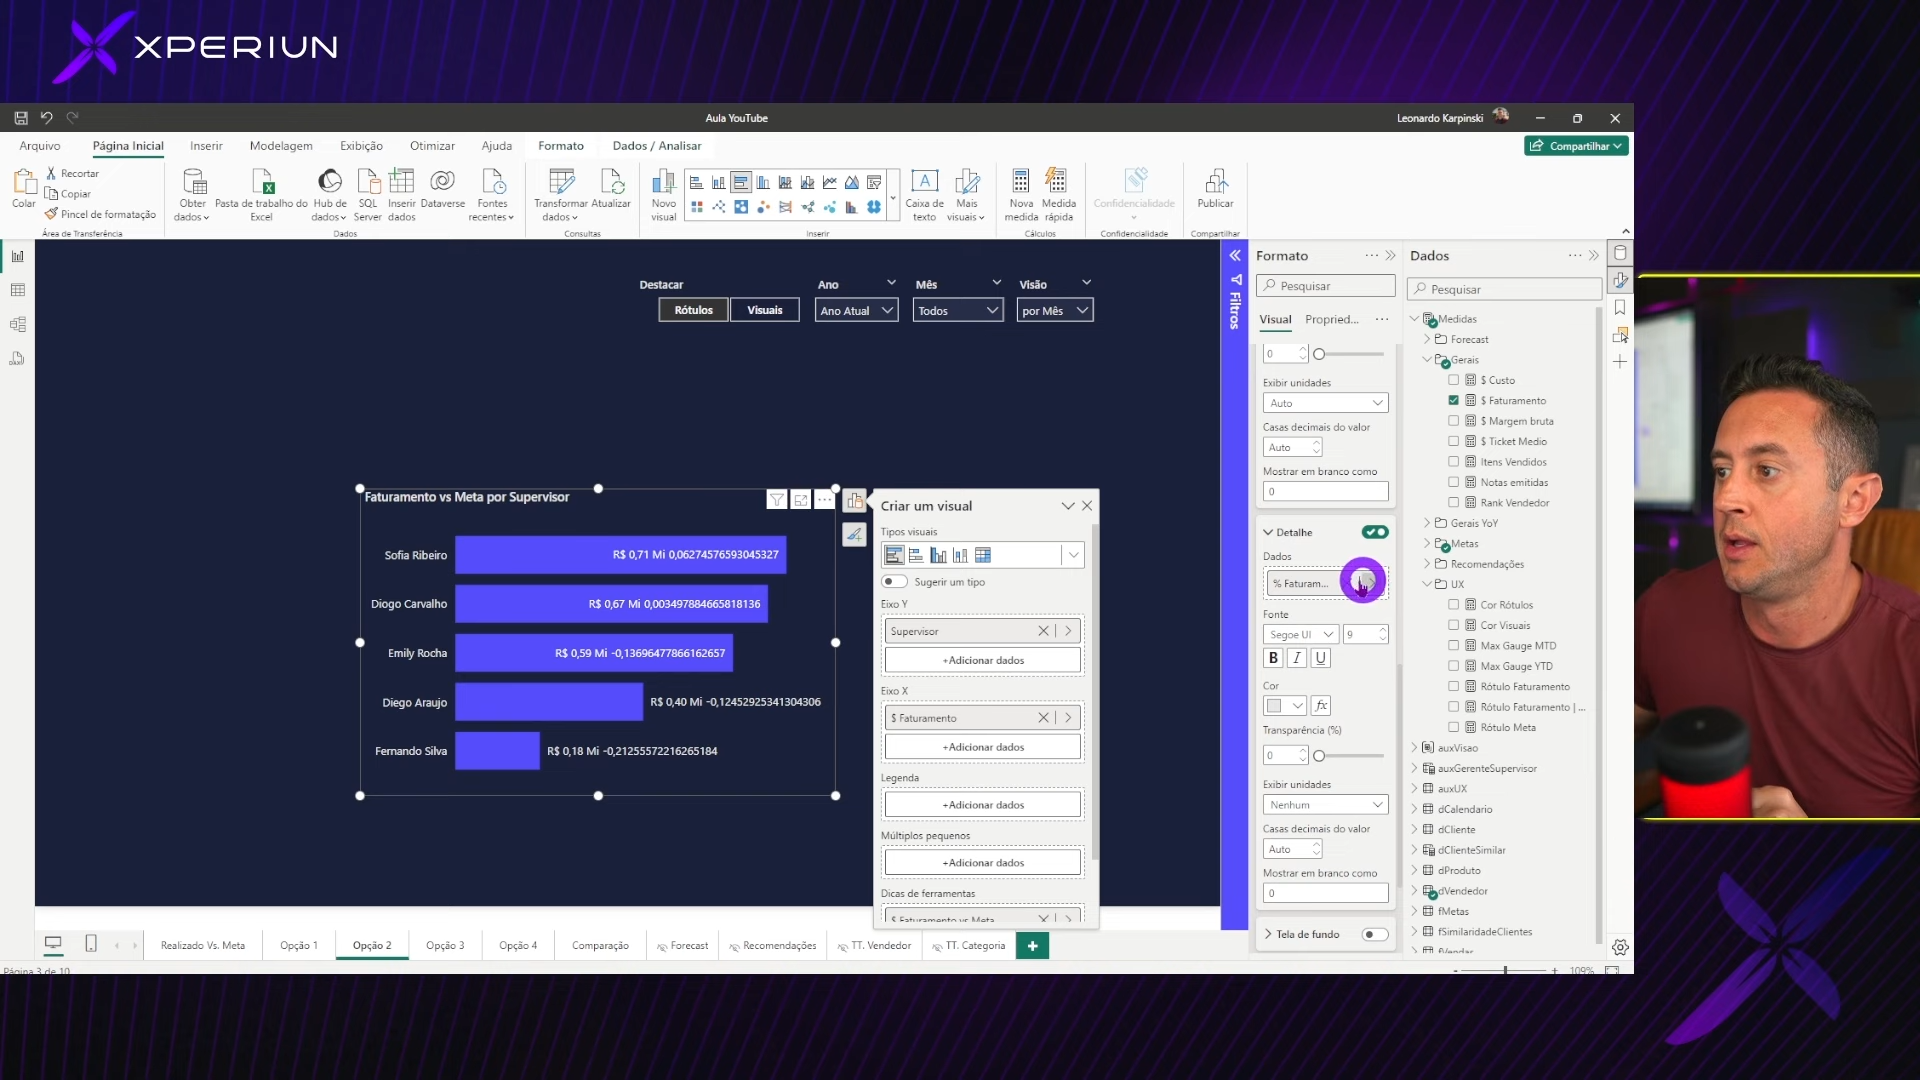 XPERIUN
Aula YouTube
Leonardo Karpinski
Arquivo
Página Inicial
Inserir
Modelagem
Exibição
Otimizar
Ajuda
Formato
Dados / Analisar
Compartilhar
Colar
Recortar
Copiar
Pincel de formatação
Área de Transferência
Obter dados
Pasta de trabalho do Excel
Hub de dados
SQL Server
Inserir dados
Dataverse
Fontes recentes
Dados
Transformar dados
Atualizar
Consultas
Novo visual
Caixa de texto
Mais visuais
Inserir
Nova medida
Medida rápida
Cálculos
Confidencialidade
Confidencialidade
Publicar
Compartilhar
Destacar
Rótulos
Visuais
Ano
Ano Atual
Mês
Todos
Visão
por Mês
Faturamento vs Meta por Supervisor
Sofia Ribeiro
R$ 0,71 Mi 0,06274576593045327
Diogo Carvalho
R$ 0,67 Mi 0,003497884665818136
Emily Rocha
R$ 0,59 Mi -0,13696477866162657
Diego Araujo
R$ 0,40 Mi -0,12452925341304306
Fernando Silva
R$ 0,18 Mi -0,21255572216265184
Criar um visual
Tipos visuais
Sugerir um tipo
Eixo Y
Supervisor
+Adicionar dados
Eixo X
$ Faturamento
+Adicionar dados
Legenda
+Adicionar dados
Múltiplos pequenos
+Adicionar dados
Dicas de ferramentas
$ Faturamento vs Meta
Filtros
Formato
Pesquisar
Visual
Propried...
0
Exibir unidades
Auto
Casas decimais do valor
Auto
Mostrar em branco como
0
Detalhe
Dados
% Faturam...
Fonte
Segoe UI
9
B I U
Cor
fx
Transparência (%)
0
Exibir unidades
Nenhum
Casas decimais do valor
Auto
Mostrar em branco como
0
Tela de fundo
Dados
Pesquisar
Medidas
Forecast
Gerais
$ Custo
$ Faturamento
$ Margem bruta
$ Ticket Medio
Itens Vendidos
Notas emitidas
Rank Vendedor
Gerais YoY
Metas
Recomendações
UX
Cor Rótulos
Cor Visuais
Max Gauge MTD
Max Gauge YTD
Rótulo Faturamento
Rótulo Faturamento | ...
Rótulo Meta
auxVisao
auxGerenteSupervisor
auxUX
dCalendario
dCliente
dClienteSimilar
dProduto
dVendedor
fMetas
fSimilaridadeClientes
fVendas
Realizado Vs. Meta
Opção 1
Opção 2
Opção 3
Opção 4
Comparação
Forecast
Recomendações
TT. Vendedor
TT. Categoria
Página 3 de 10
109%